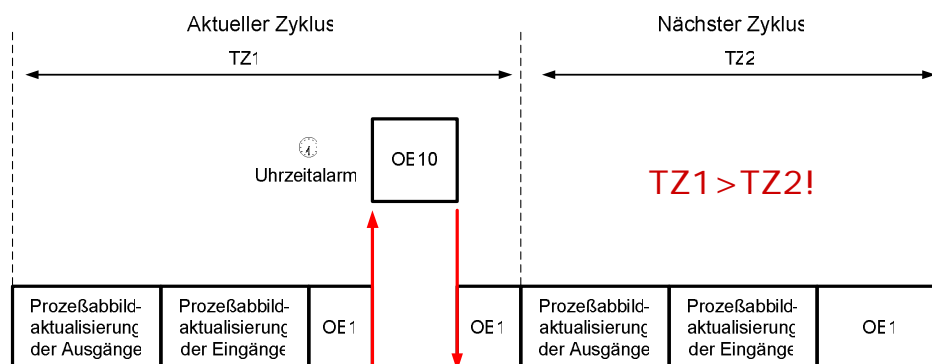 Aktueller Zyklus
Nächster Zyklus
TZ1
TZ2
Uhrzeitalarm
OE10
TZ1>TZ2!
Prozeßabbild-
aktualisierung
der Ausgänge
Prozeßabbild-
aktualisierung
der Eingänge
OE1
OE1
Prozeßabbild-
aktualisierung
der Ausgänge
Prozeßabbild-
aktualisierung
der Eingänge
OE1